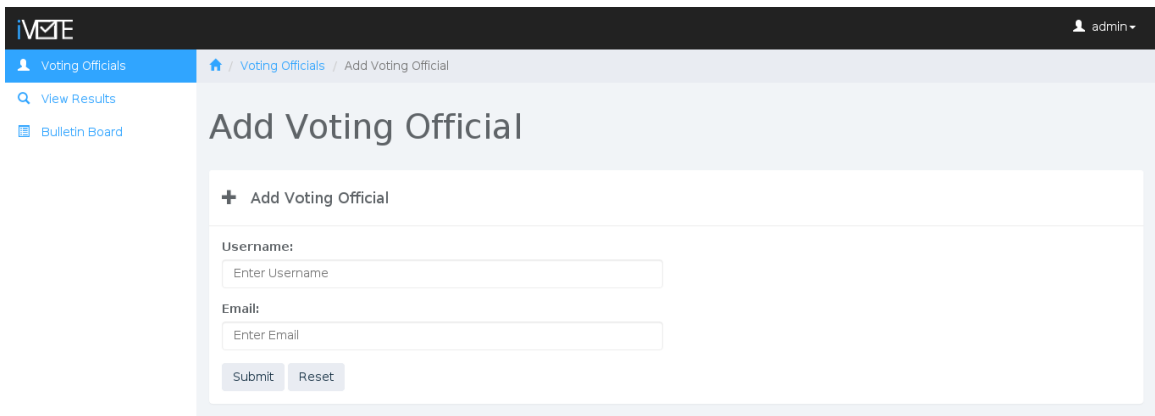 iVOTE
admin
Voting Officials
/ Voting Officials / Add Voting Official
View Results
Bulletin Board
Add Voting Official
Add Voting Official
Username:
Enter Username
Email:
Enter Email
Submit Reset